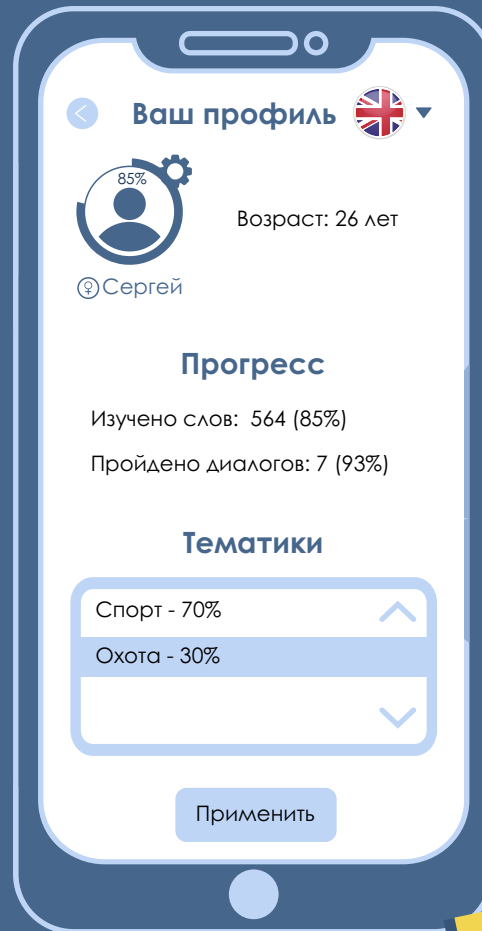 Ваш профиль
85%
Возраст: 26 лет
Сергей
Прогресс
Изучено слов: 564 (85%)
Пройдено диалогов: 7 (93%)
Тематики
Спорт - 70%
Охота - 30%
Применить